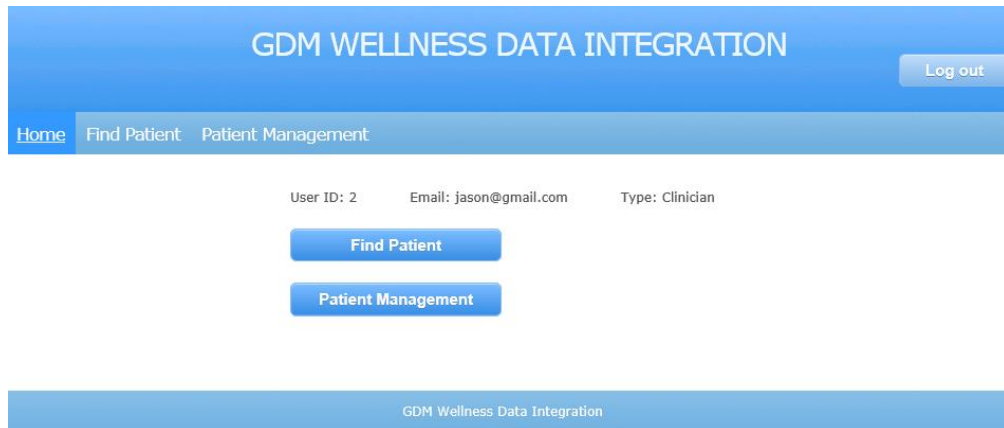 GDM WELLNESS DATA INTEGRATION
Log out
Home Find Patient Patient Management
User ID: 2 Email: jason@gmail.com Type: Clinician
Find Patient
Patient Management
GDM Wellness Data Integration